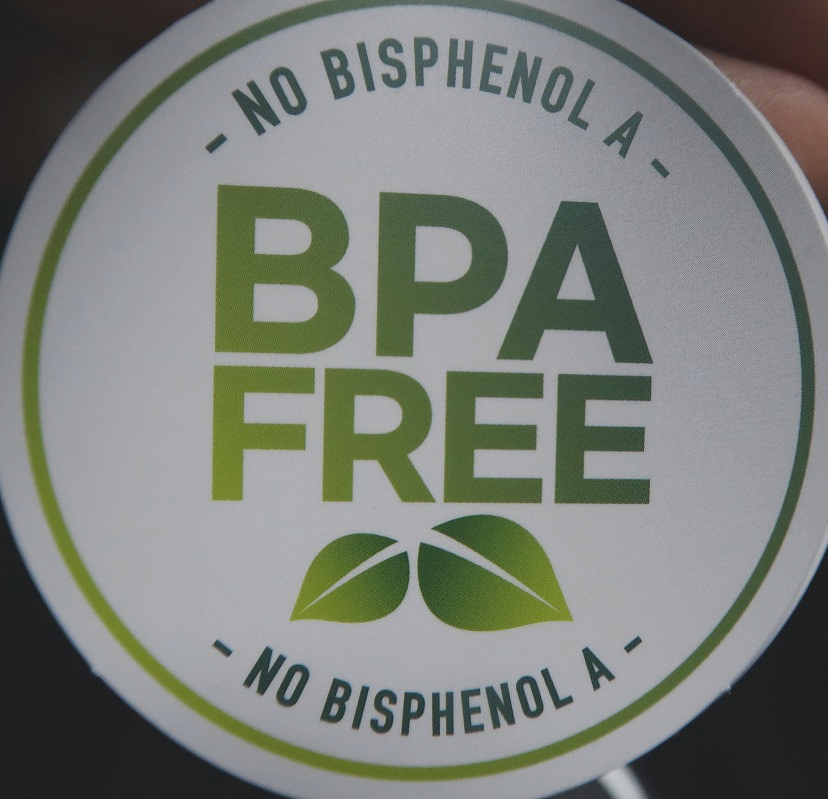 - NO BISPHENOL A -
BPA
FREE
- NO BISPHENOL A -